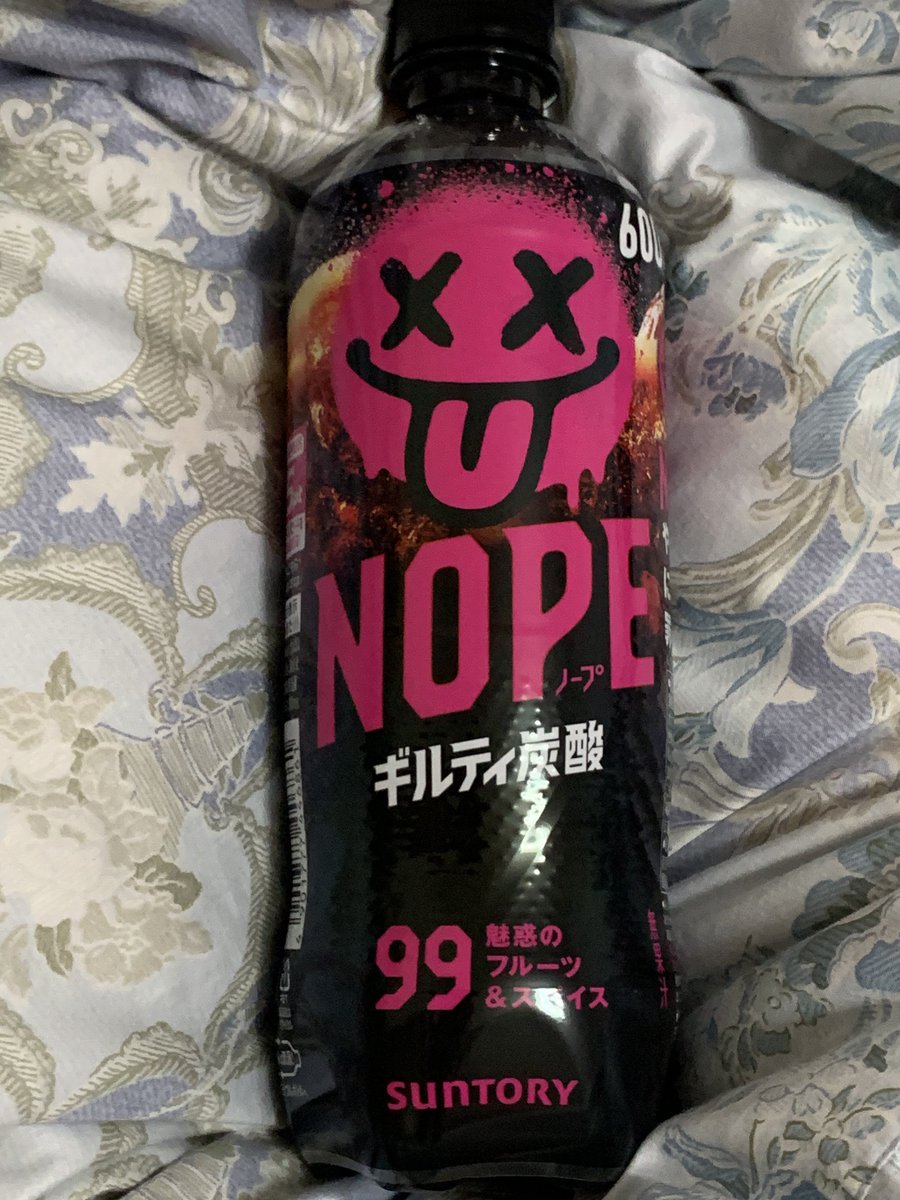 600
NOPE
ノープ
ギルティ炭酸
99
魅惑の
フルーツ
&スパイス
SUNTORY